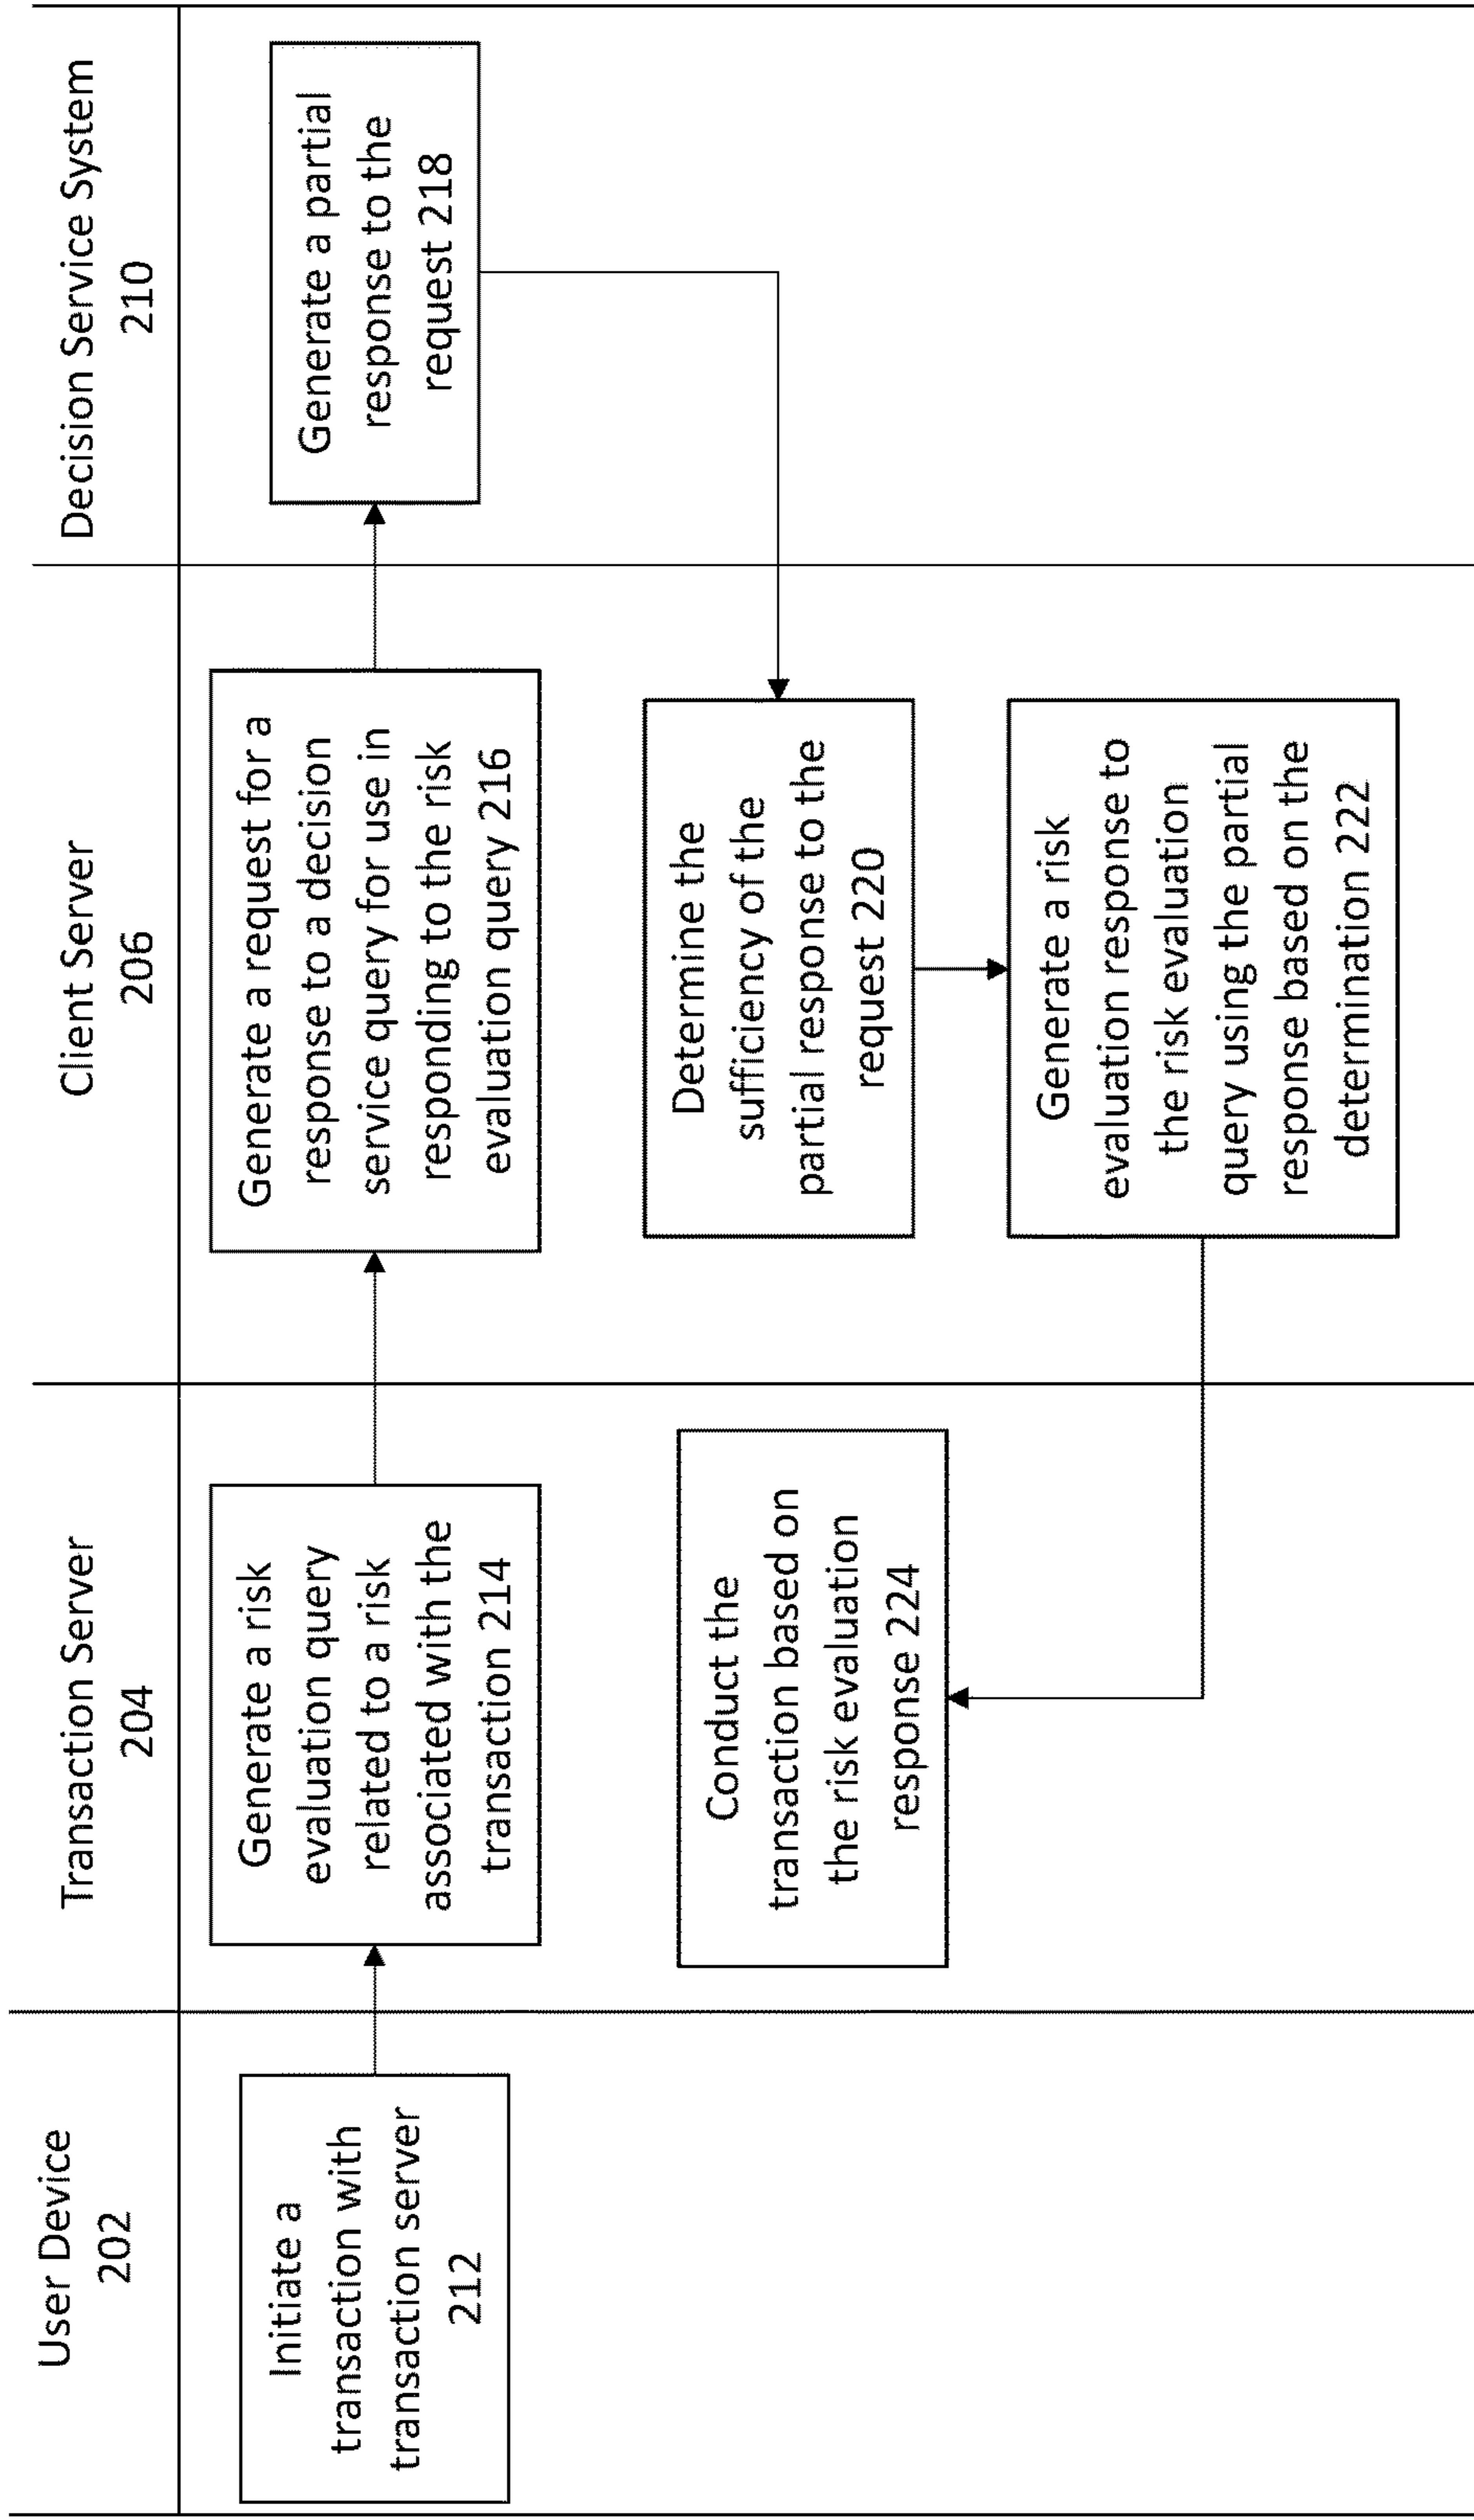 User Device
202
Transaction Server
204
Client Server
206
Decision Service System
210
Initiate a
transaction with
transaction server
212
Generate a risk
evaluation query
related to a risk
associated with the
transaction 214
Generate a request for a
response to a decision
service query for use in
responding to the risk
evaluation query 216
Generate a partial
response to the
request 218
Determine the
sufficiency of the
partial response to the
request 220
Generate a risk
evaluation response to
the risk evaluation
query using the partial
response based on the
determination 222
Conduct the
transaction based on
the risk evaluation
response 224